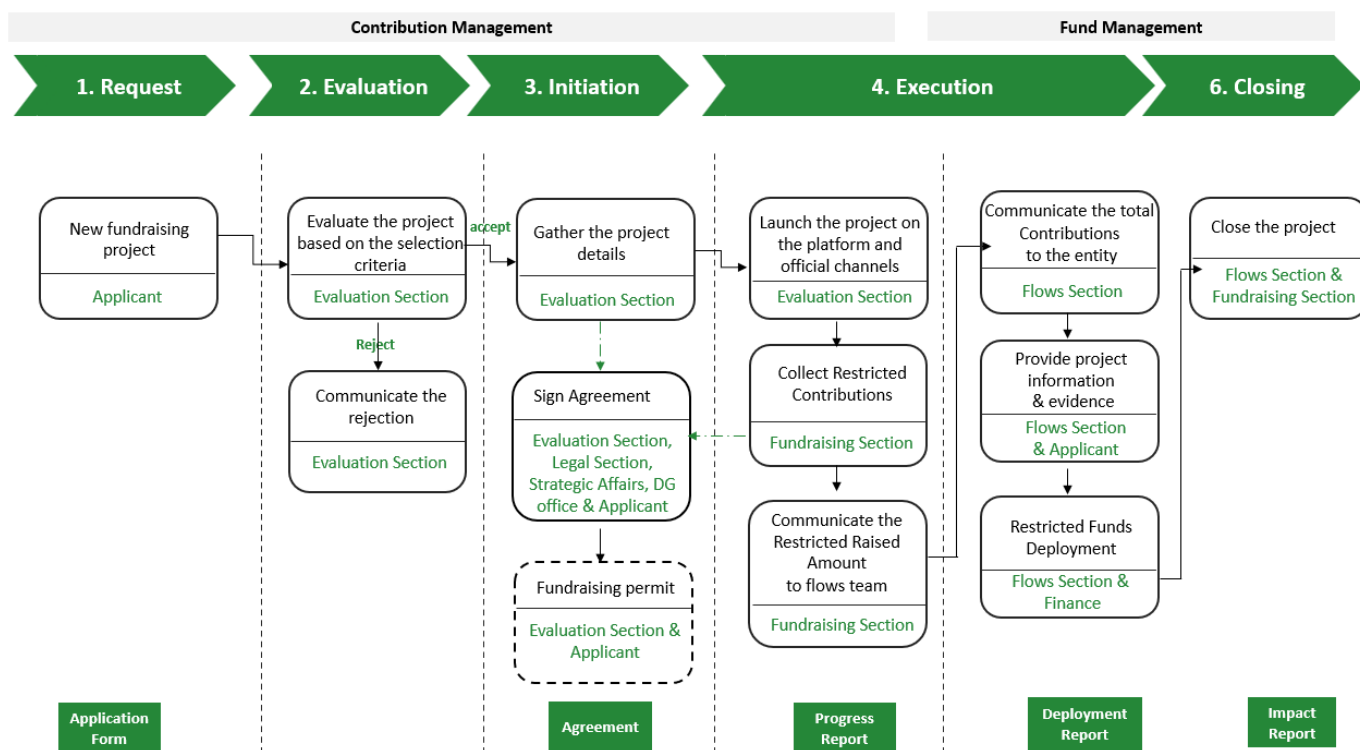 Contribution Management
Fund Management
1. Request
2. Evaluation
3. Initiation
4. Execution
6. Closing
New fundraising
project
Applicant
Evaluate the project
based on the selection
criteria
Evaluation Section
accept
Reject
Communicate the
rejection
Evaluation Section
Gather the project
details
Evaluation Section
Sign Agreement
Evaluation Section,
Legal Section,
Strategic Affairs, DG
office & Applicant
Fundraising permit
Evaluation Section &
Applicant
Launch the project on
the platform and
official channels
Evaluation Section
Collect Restricted
Contributions
Fundraising Section
Communicate the
Restricted Raised
Amount
to flows team
Fundraising Section
Communicate the total
Contributions
to the entity
Flows Section
Provide project
information
& evidence
Flows Section
& Applicant
Restricted Funds
Deployment
Flows Section &
Finance
Close the project
Flows Section &
Fundraising Section
Application
Form
Agreement
Progress
Report
Deployment
Report
Impact
Report